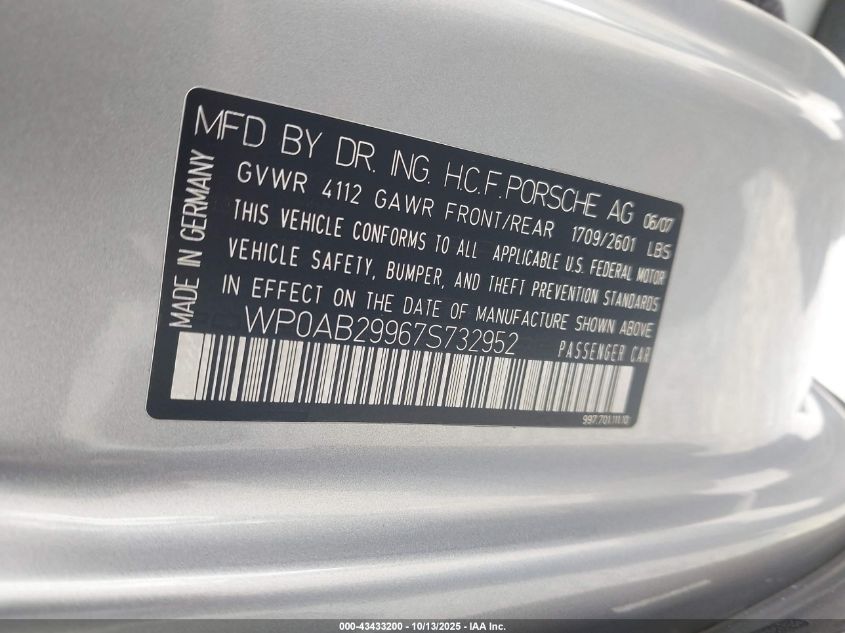 MFD BY DR. ING. H.C.F. PORSCHE AG 06/07
GVWR 4112 GAWR FRONT/REAR 1709/2601 LBS
THIS VEHICLE CONFORMS TO ALL APPLICABLE U.S. FEDERAL MOTOR
VEHICLE SAFETY, BUMPER, AND THEFT PREVENTION STANDARDS
IN EFFECT ON THE DATE OF MANUFACTURE SHOWN ABOVE
WP0AB29967S732952 PASSENGER CAR
MADE IN GERMANY
997.701.111.10
000-43433200 - 10/13/2025 - IAA Inc.